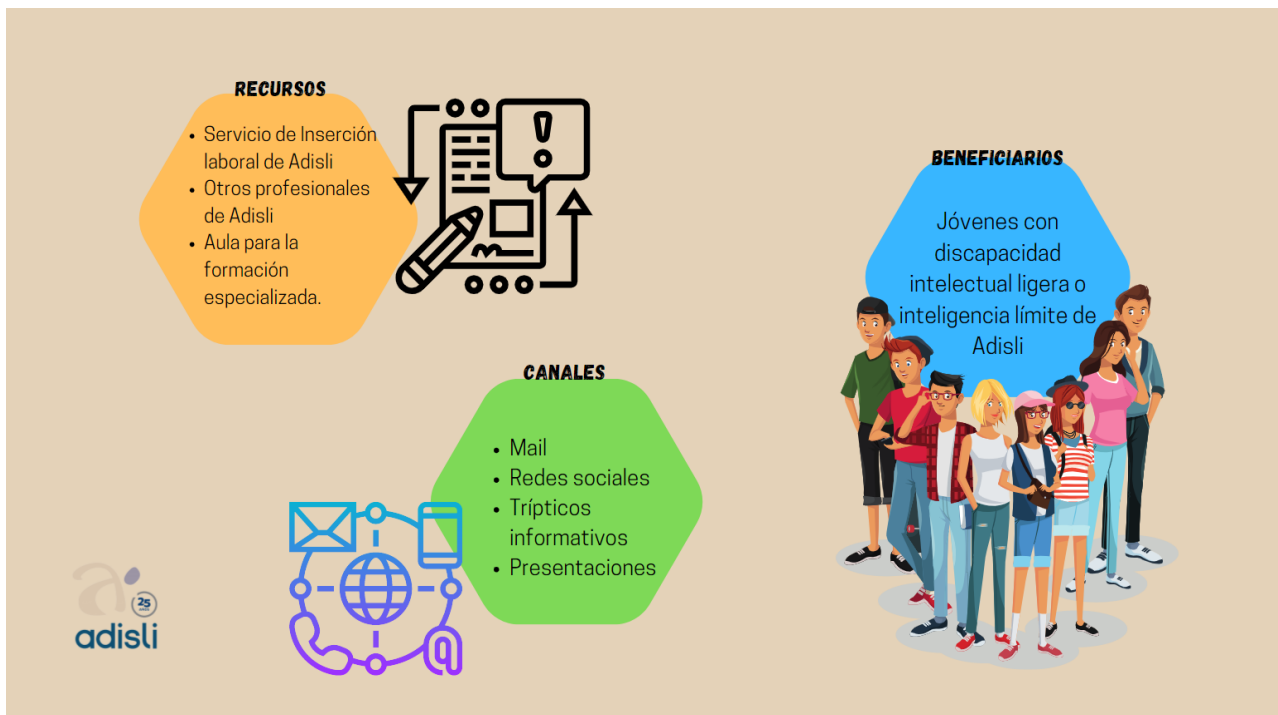 RECURSOS
• Servicio de Inserción
laboral de Adisli
• Otros profesionales
de Adisli
• Aula para la
formación
especializada.
BENEFICIARIOS
Jóvenes con
discapacidad
intelectual ligera o
inteligencia límite de
Adisli
CANALES
• Mail
• Redes sociales
• Trípticos
informativos
• Presentaciones
a
25
adisli